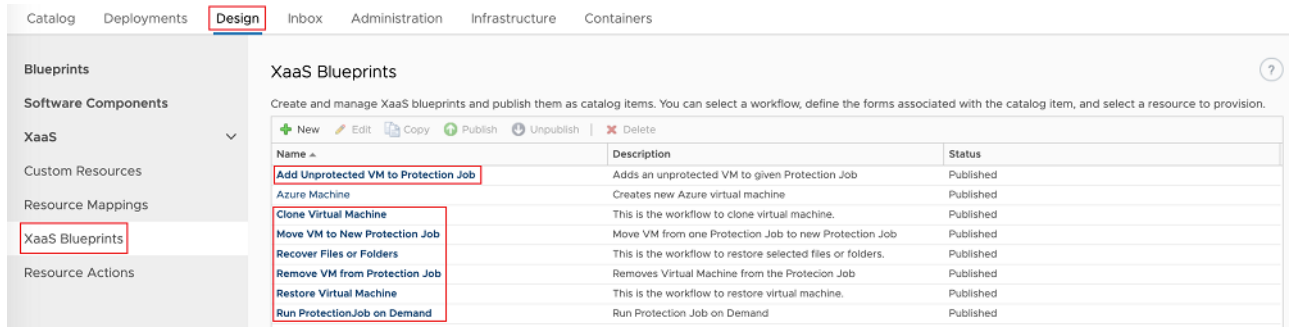 Catalog Deployments Design Inbox Administration Infrastructure Containers
Blueprints
Software Components
XaaS
Custom Resources
Resource Mappings
XaaS Blueprints
Resource Actions
XaaS Blueprints
?
Create and manage XaaS blueprints and publish them as catalog items. You can select a workflow, define the forms associated with the catalog item, and select a resource to provision.
New Edit Copy Publish Unpublish | Delete
Name Description Status
Add Unprotected VM to Protection Job Adds an unprotected VM to given Protection Job Published
Azure Machine Creates new Azure virtual machine Published
Clone Virtual Machine This is the workflow to clone virtual machine. Published
Move VM to New Protection Job Move VM from one Protection Job to new Protection Job Published
Recover Files or Folders This is the workflow to restore selected files or folders. Published
Remove VM from Protection Job Removes Virtual Machine from the Protecion Job Published
Restore Virtual Machine This is the workflow to restore virtual machine. Published
Run ProtectionJob on Demand Run Protection Job on Demand Published